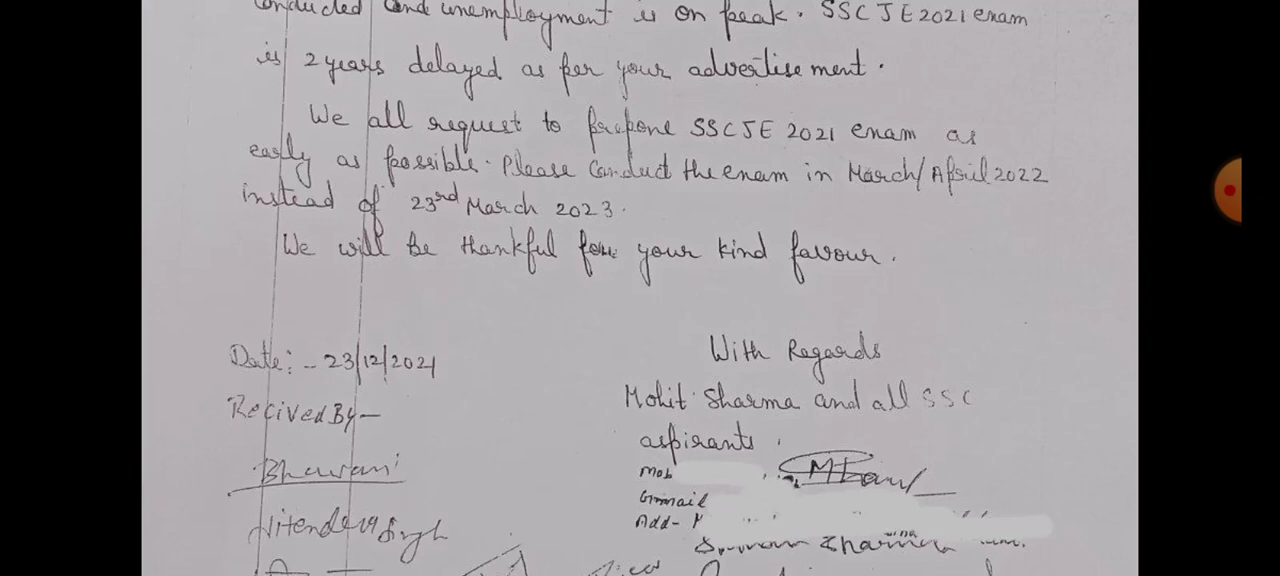 conducted and unemployment is on peak. SSC JE 2021 exam
is 2 years delayed as per your advertisement.
We all request to prepone SSCJE 2021 exam as
early as possible. Please Conduct the exam in March/April 2022
instead of 23rd March 2023.
We will be thankful for your kind favour.
Date:- 23/12/2021
With Regards
Mohit Sharma and all SSC
aspirants.
Recived By-
Bhawani
Mob
Gmail
Add-
Jitendra Singh
Sharma